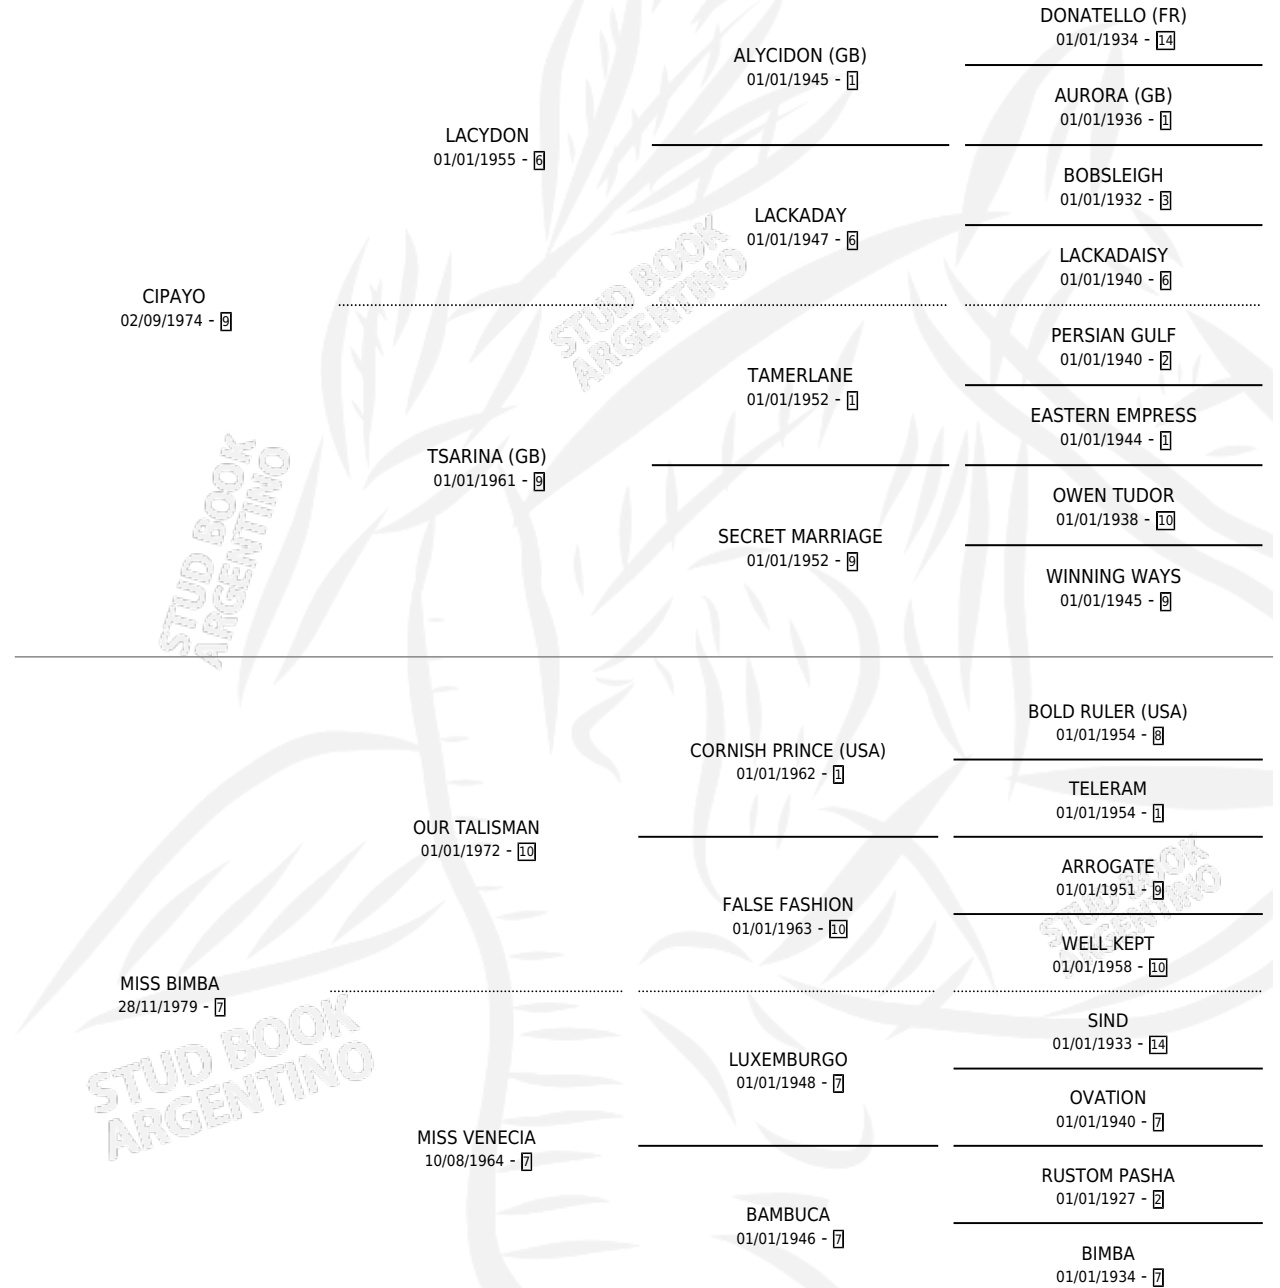 DONATELLO (FR)
01/01/1934 - 14
ALYCIDON (GB)
01/01/1945 - 1
AURORA (GB)
01/01/1936 - 1
LACYDON
01/01/1955 - 6
BOBSLEIGH
01/01/1932 - 3
LACKADAY
01/01/1947 - 6
LACKADAISY
01/01/1940 - 6
CIPAYO
02/09/1974 - 9
PERSIAN GULF
01/01/1940 - 2
TAMERLANE
01/01/1952 - 1
EASTERN EMPRESS
01/01/1944 - 1
TSARINA (GB)
01/01/1961 - 9
OWEN TUDOR
01/01/1938 - 10
SECRET MARRIAGE
01/01/1952 - 9
WINNING WAYS
01/01/1945 - 9
STUD BOOK
ARGENTINO
STUD BOOK
ARGENTINO
BOLD RULER (USA)
01/01/1954 - 8
CORNISH PRINCE (USA)
01/01/1962 - 1
TELERAM
01/01/1954 - 1
OUR TALISMAN
01/01/1972 - 10
ARROGATE
01/01/1951 - 9
FALSE FASHION
01/01/1963 - 10
WELL KEPT
01/01/1958 - 10
MISS BIMBA
28/11/1979 - 7
SIND
01/01/1933 - 14
LUXEMBURGO
01/01/1948 - 7
OVATION
01/01/1940 - 7
MISS VENECIA
10/08/1964 - 7
RUSTOM PASHA
01/01/1927 - 2
BAMBUCA
01/01/1946 - 7
BIMBA
01/01/1934 - 7
STUD BOOK
ARGENTINO
STUD BOOK
ARGENTINO